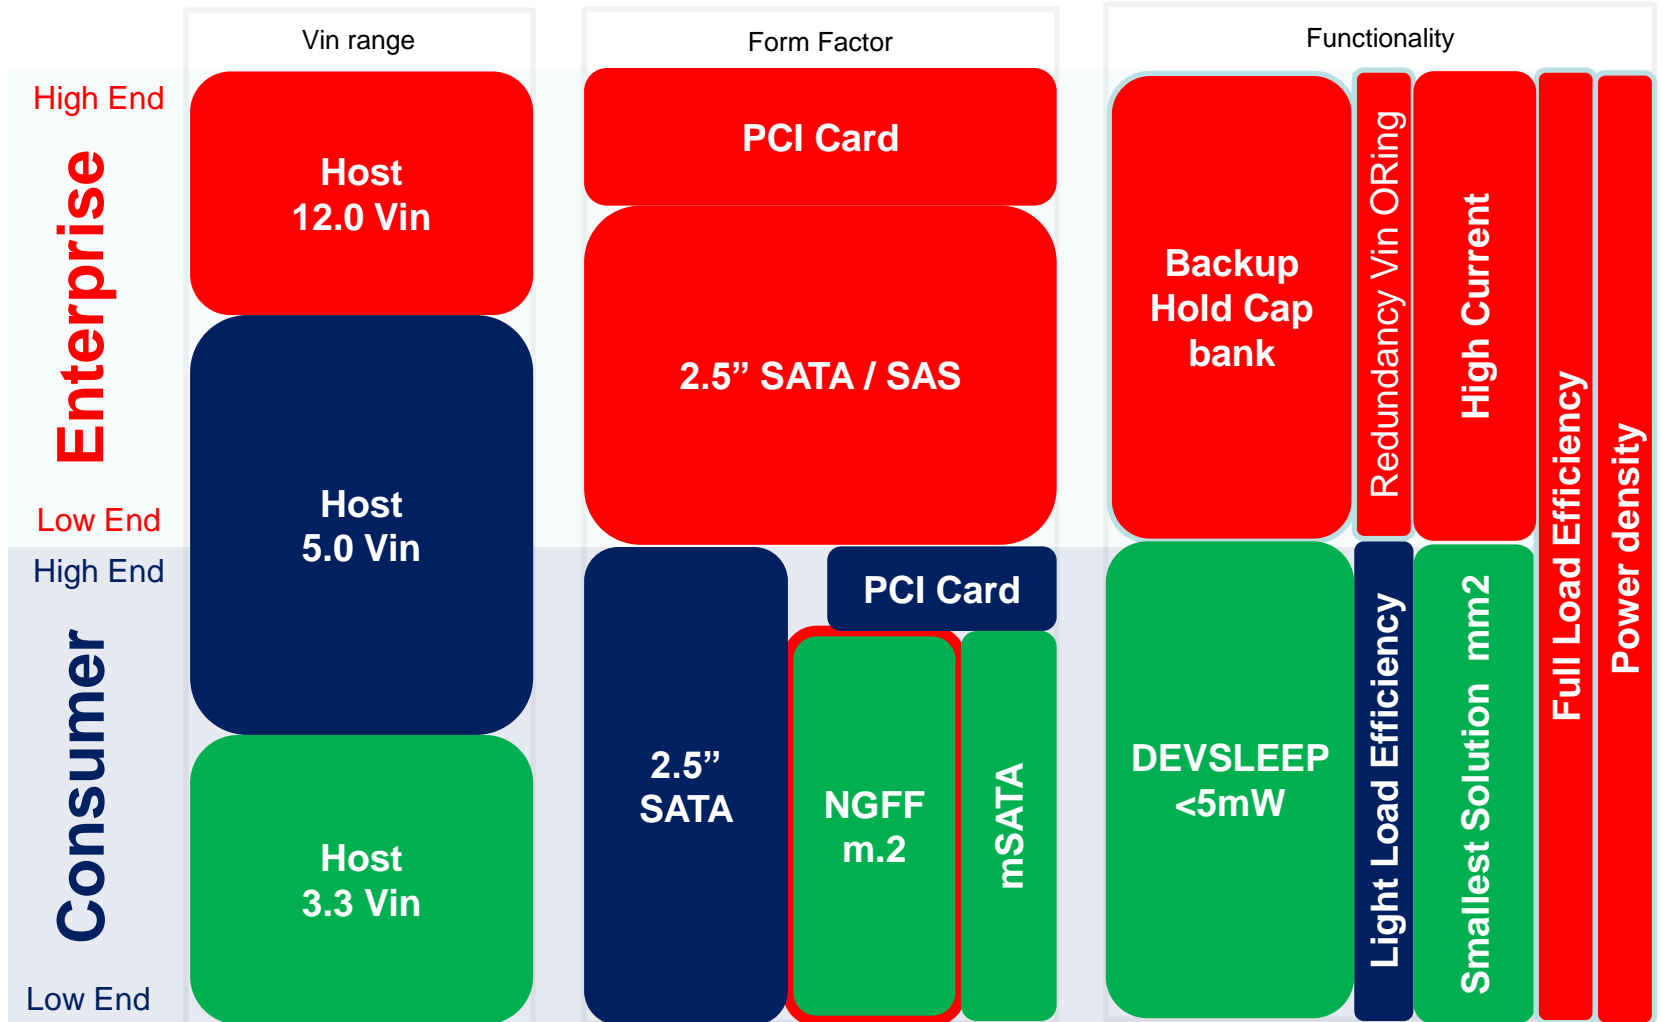 Vin range
Form Factor
Functionality
High End
Enterprise
Low End
High End
Consumer
Low End
Host
12.0 Vin
Host
5.0 Vin
Host
3.3 Vin
PCI Card
2.5” SATA / SAS
2.5”
SATA
PCI Card
NGFF
m.2
mSATA
Backup
Hold Cap
bank
Redundancy Vin ORing
High Current
DEVSLEEP
<5mW
Light Load Efficiency
Smallest Solution mm2
Full Load Efficiency
Power density